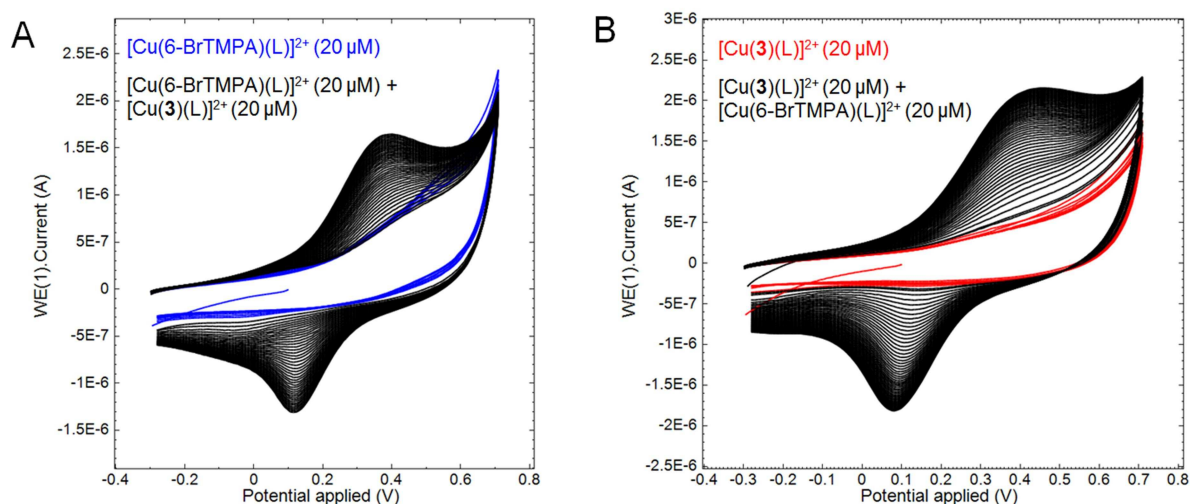 A
[Cu(6-BrTMPA)(L)]²⁺ (20 µM)
[Cu(6-BrTMPA)(L)]²⁺ (20 µM) +
[Cu(3)(L)]²⁺ (20 µM)
WE(1).Current (A)
2.5E-6
2E-6
1.5E-6
1E-6
5E-7
0
-5E-7
-1E-6
-1.5E-6
-0.4
-0.2
0
0.2
0.4
0.6
0.8
Potential applied (V)
B
[Cu(3)(L)]²⁺ (20 µM)
[Cu(3)(L)]²⁺ (20 µM) +
[Cu(6-BrTMPA)(L)]²⁺ (20 µM)
WE(1).Current (A)
3E-6
2.5E-6
2E-6
1.5E-6
1E-6
5E-7
0
-5E-7
-1E-6
-1.5E-6
-2E-6
-2.5E-6
-0.4
-0.3
-0.2
-0.1
0
0.1
0.2
0.3
0.4
0.5
0.6
0.7
0.8
Potential applied (V)